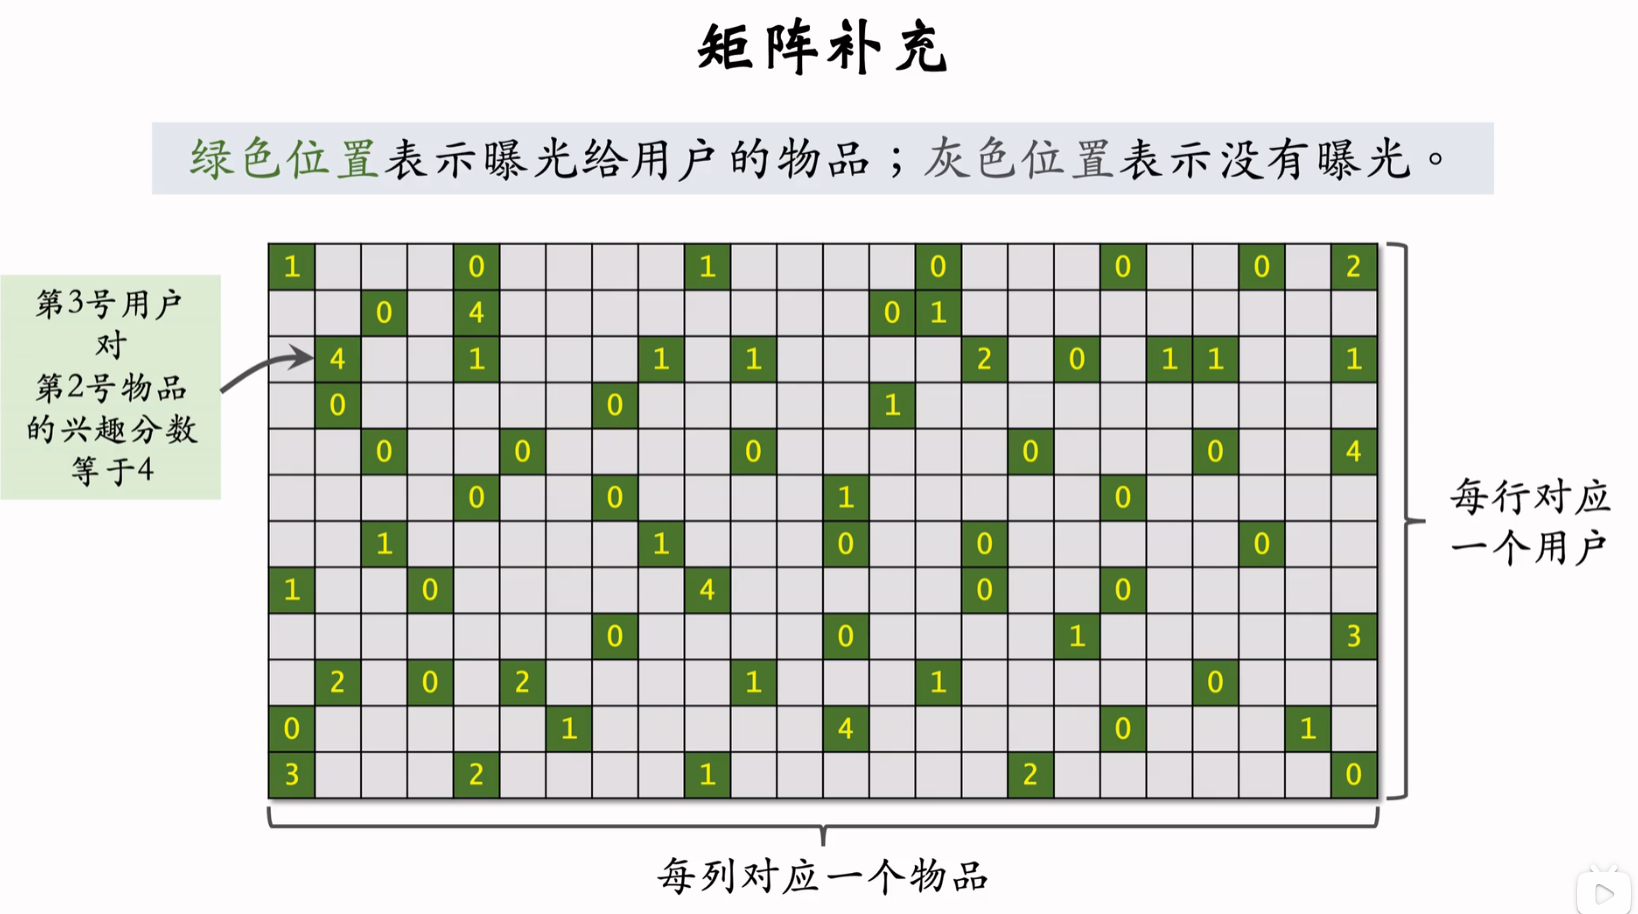 矩阵补充
绿色位置表示曝光给用户的物品；灰色位置表示没有曝光。
第3号用户
对
第2号物品
的兴趣分数
等于4
1 0 1 0 0 0 2
0 4 0 1
4 1 1 1 2 0 1 1 1
0 0 1
0 0 0 0 0 4
0 0 1 0
1 1 0 0 0
1 0 4 0 0
0 0 1 3
2 0 2 1 1 0
0 1 4 0 1
3 2 1 2 0
每行对应
一个用户
每列对应一个物品